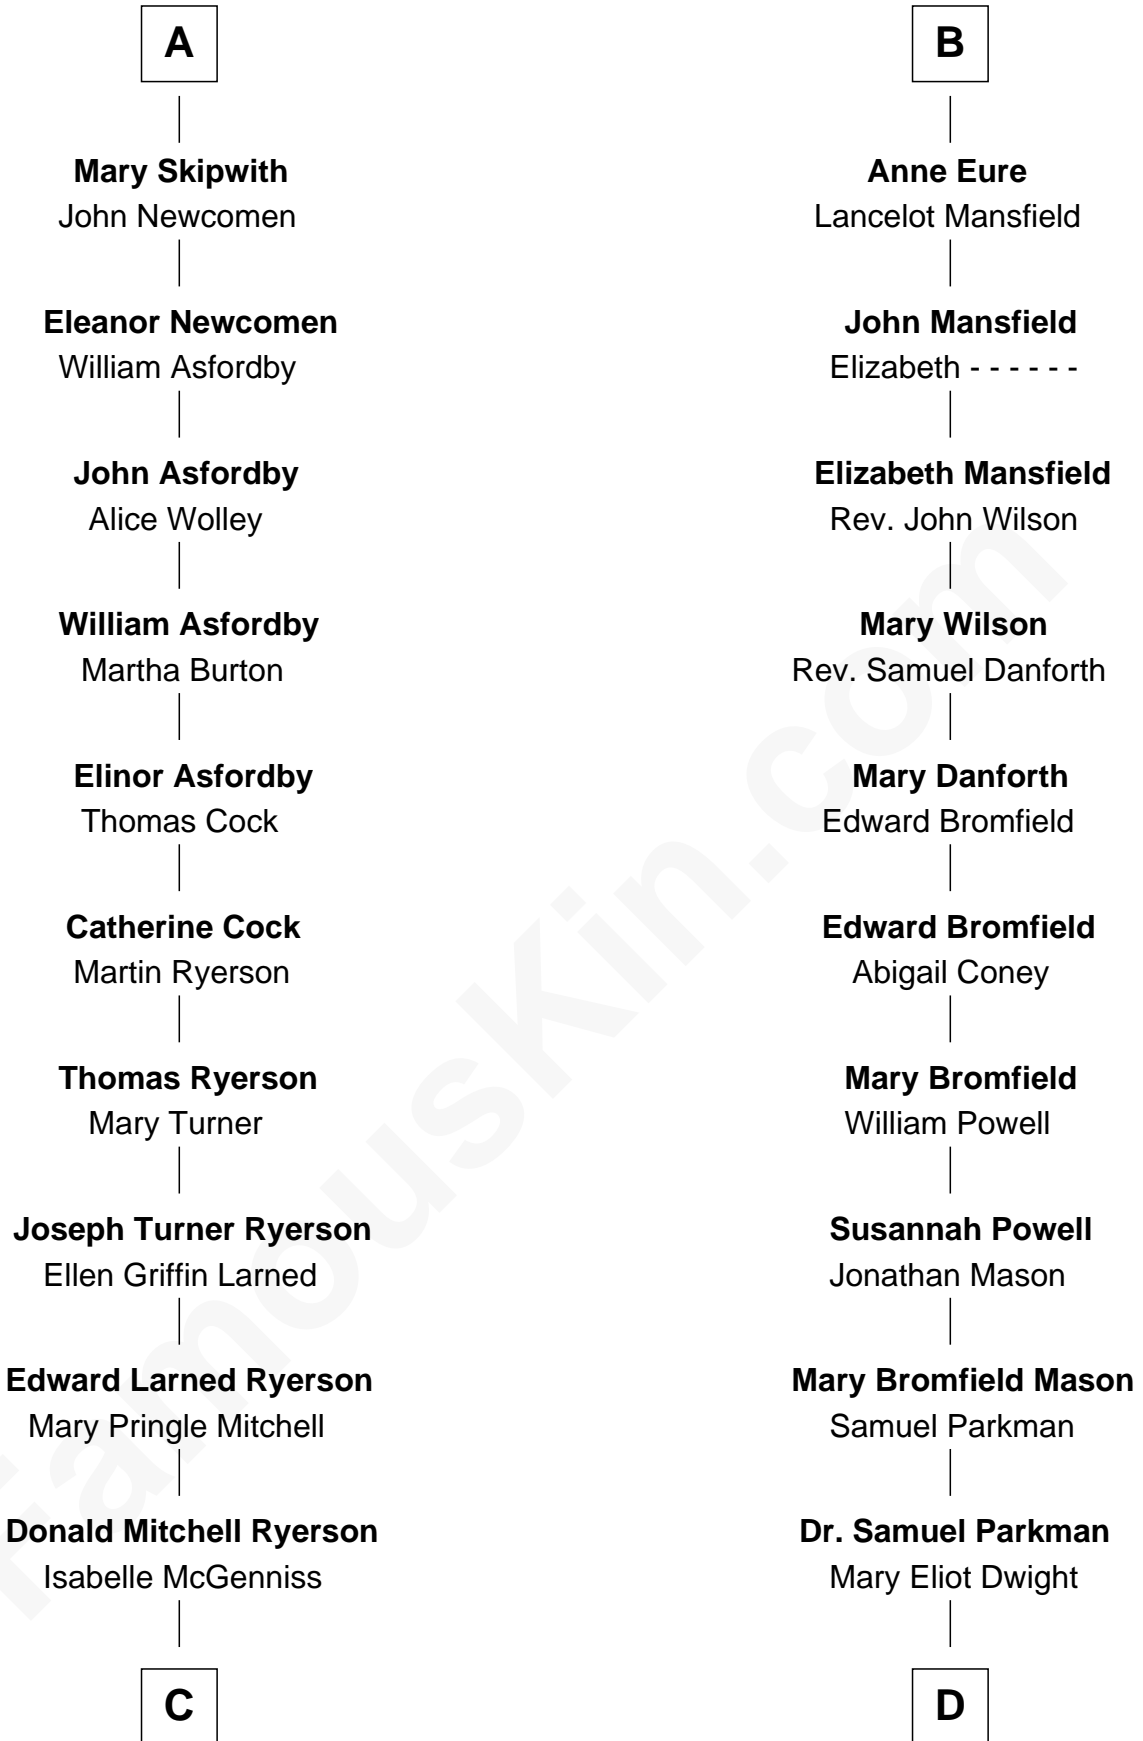 A
Mary Skipwith
John Newcomen
Eleanor Newcomen
William Asfordby
John Asfordby
Alice Wolley
William Asfordby
Martha Burton
Elinor Asfordby
Thomas Cock
Catherine Cock
Martin Ryerson
Thomas Ryerson
Mary Turner
Joseph Turner Ryerson
Ellen Griffin Larned
Edward Larned Ryerson
Mary Pringle Mitchell
Donald Mitchell Ryerson
Isabelle McGenniss
C
B
Anne Eure
Lancelot Mansfield
John Mansfield
Elizabeth - - - - - -
Elizabeth Mansfield
Rev. John Wilson
Mary Wilson
Rev. Samuel Danforth
Mary Danforth
Edward Bromfield
Edward Bromfield
Abigail Coney
Mary Bromfield
William Powell
Susannah Powell
Jonathan Mason
Mary Bromfield Mason
Samuel Parkman
Dr. Samuel Parkman
Mary Eliot Dwight
D
FamousKin.com